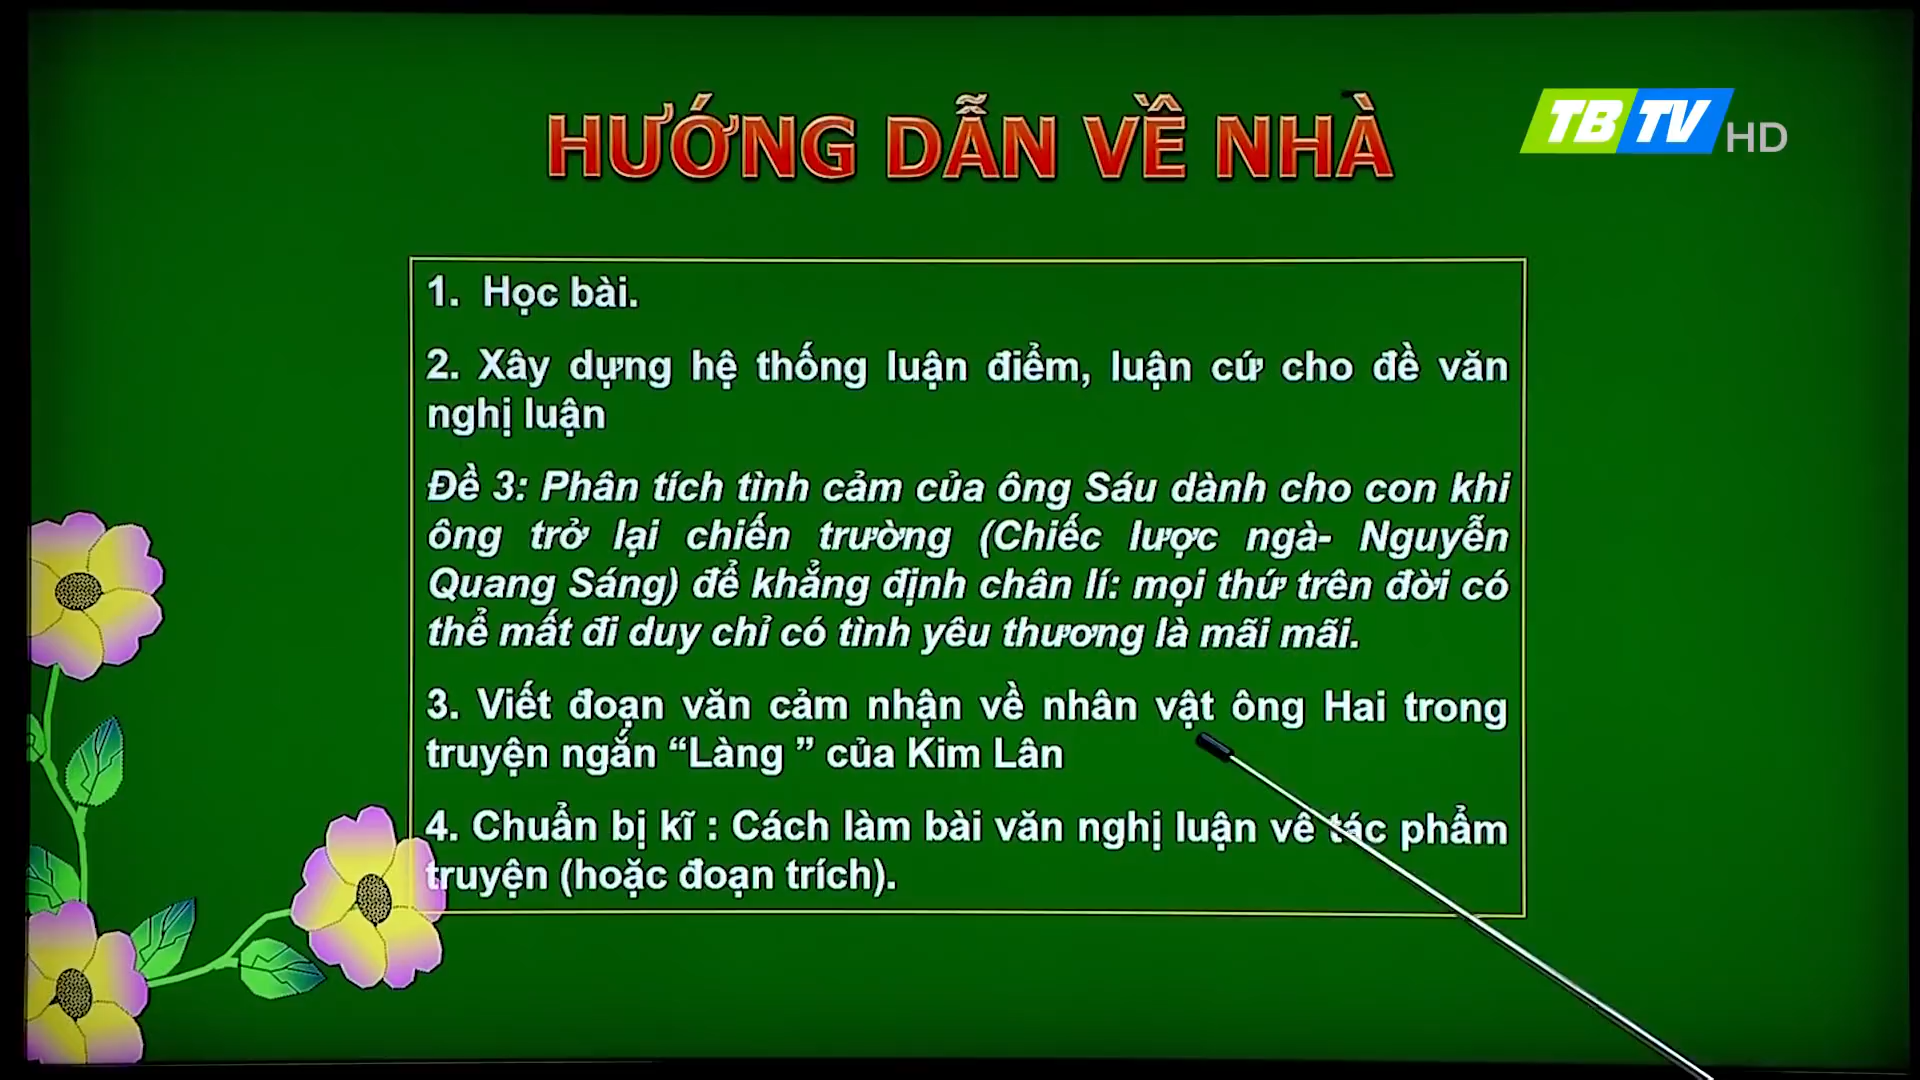 HƯỚNG DẪN VỀ NHÀ
TBTV HD
1. Học bài.
2. Xây dựng hệ thống luận điểm, luận cứ cho đề văn
nghị luận
Đề 3: Phân tích tình cảm của ông Sáu dành cho con khi
ông trở lại chiến trường (Chiếc lược ngà- Nguyễn
Quang Sáng) để khẳng định chân lí: mọi thứ trên đời có
thể mất đi duy chỉ có tình yêu thương là mãi mãi.
3. Viết đoạn văn cảm nhận về nhân vật ông Hai trong
truyện ngắn “Làng ” của Kim Lân
4. Chuẩn bị kĩ : Cách làm bài văn nghị luận về tác phẩm
truyện (hoặc đoạn trích).